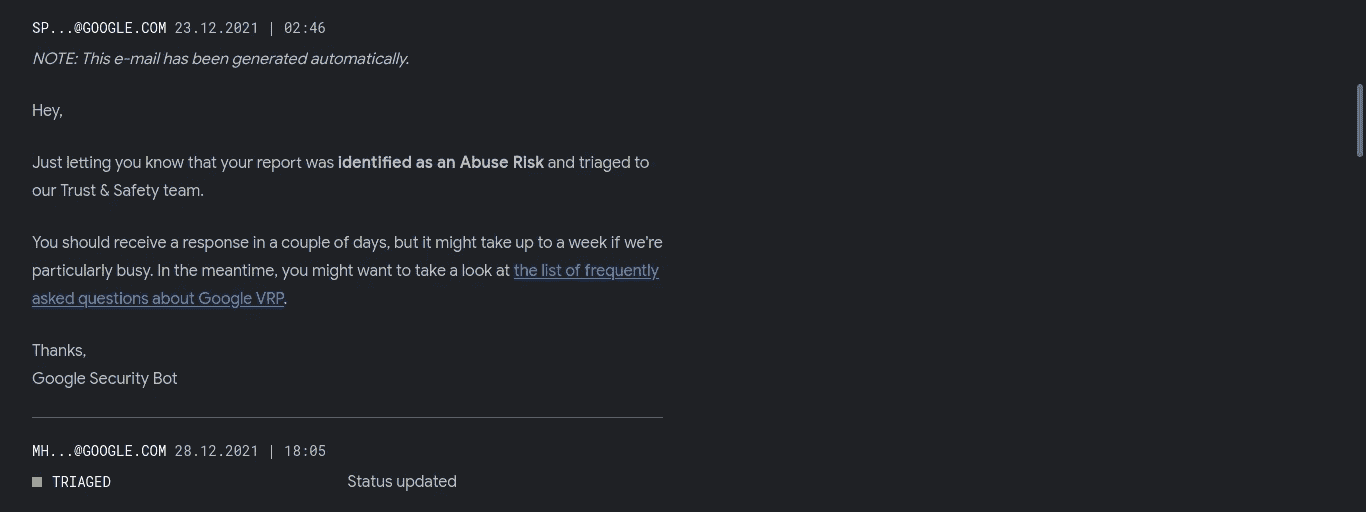 SP...@GOOGLE.COM 23.12.2021 | 02:46
NOTE: This e-mail has been generated automatically.
Hey,
Just letting you know that your report was identified as an Abuse Risk and triaged to
our Trust & Safety team.
You should receive a response in a couple of days, but it might take up to a week if we're
particularly busy. In the meantime, you might want to take a look at the list of frequently
asked questions about Google VRP.
Thanks,
Google Security Bot
MH...@GOOGLE.COM 28.12.2021 | 18:05
TRIAGED Status updated